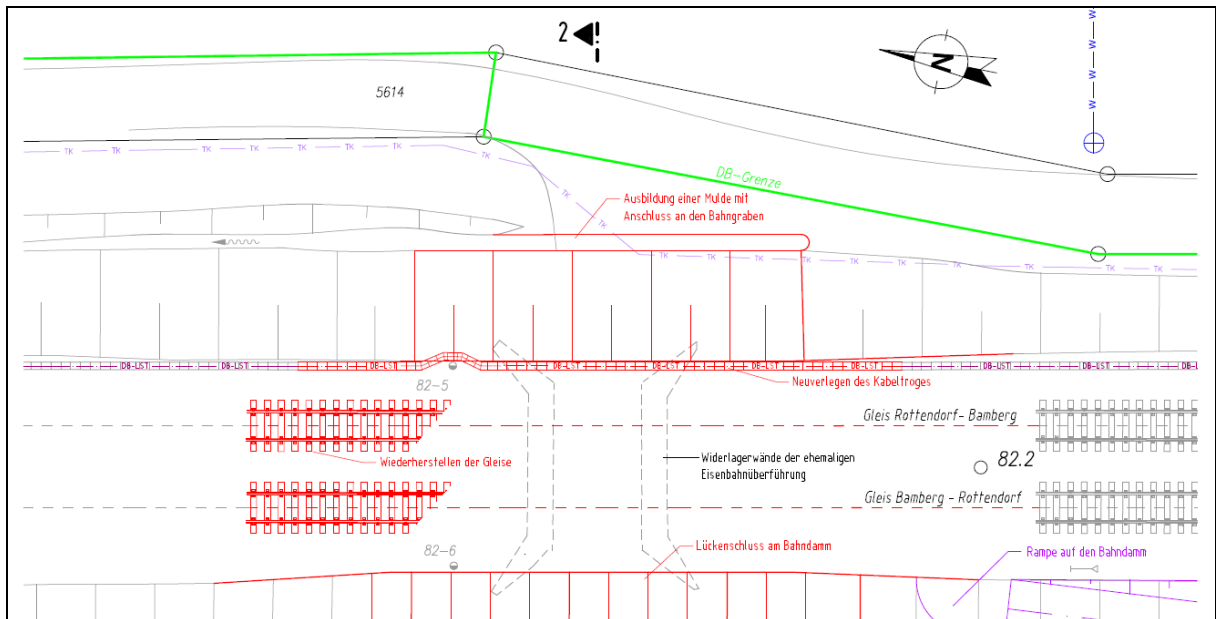 2
N
W
W
W
W
5614
TK TK TK TK TK TK TK TK
DB-Grenze
TK
TK
Ausbildung einer Mulde mit
Anschluss an den Bahngraben
TK
TK TK TK TK TK TK TK TK TK TK
DB-LST DB-LST DB-LST DB-LST DB-LST DB-LST DB-LST DB-LST DB-LST DB-L
82-5
Neuverlegen des Kabeltroges
Gleis Rottendorf- Bamberg
Wiederherstellen der Gleise
Widerlagerwände der ehemaligen
Eisenbahnüberführung
82.2
Gleis Bamberg - Rottendorf
82-6
Lückenschluss am Bahndamm
Rampe auf den Bahndamm